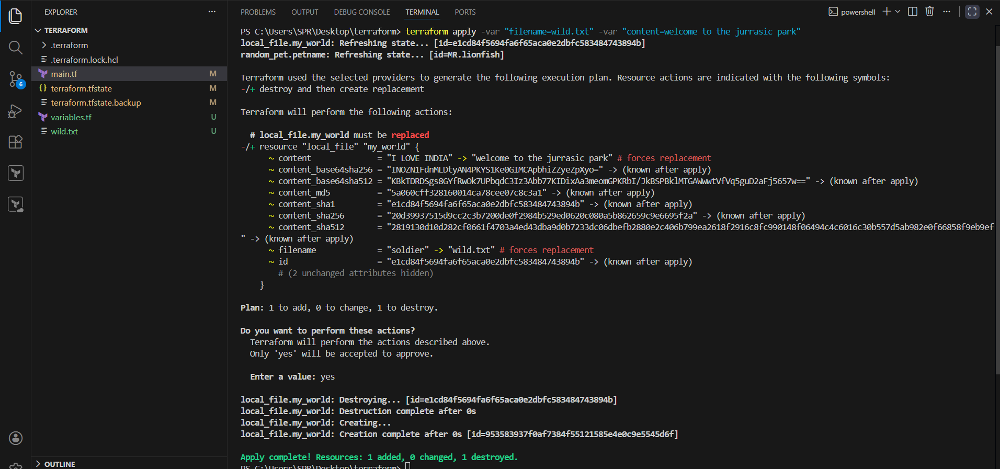 EXPLORER
TERRAFORM
.terraform
.terraform.lock.hcl
main.tf M
terraform.tfstate M
terraform.tfstate.backup M
variables.tf U
wild.txt U
6
OUTLINE
PROBLEMS OUTPUT DEBUG CONSOLE TERMINAL PORTS
powershell
PS C:\Users\SPR\Desktop\terraform> terraform apply -var "filename=wild.txt" -var "content=welcome to the jurrasic park"
local_file.my_world: Refreshing state... [id=e1cd84f5694fa6f65aca0e2dbfc583484743894b]
random_pet.petname: Refreshing state... [id=MR.lionfish]
Terraform used the selected providers to generate the following execution plan. Resource actions are indicated with the following symbols:
-/+ destroy and then create replacement
Terraform will perform the following actions:
# local_file.my_world must be replaced
-/+ resource "local_file" "my_world" {
~ content = "I LOVE INDIA" -> "welcome to the jurrasic park" # forces replacement
~ content_base64sha256 = "INOZN1FdnMLDtyAN4PKYS1Ke0GIMCApbhiZZyeZpXyo=" -> (known after apply)
~ content_base64sha512 = "KBkTDRDSgs8GYfRwOk7UPbqdC3Iz3Abb77KIDixAa3meomGPKRbI/JkBSPBklMTGAWwwtVfVq5guD2aFj5657w==" -> (known after apply)
~ content_md5 = "5a060cff328160014ca78cee07c8c3a1" -> (known after apply)
~ content_sha1 = "e1cd84f5694fa6f65aca0e2dbfc583484743894b" -> (known after apply)
~ content_sha256 = "20d39937515d9cc2c3b7200de0f2984b529ed0620c080a5b862659c9e6695f2a" -> (known after apply)
~ content_sha512 = "2819130d10d282cf0661f4703a4ed43dba9d0b7233dc06dbefb2880e2c406b799ea2618f2916c8fc990148f06494c4c6016c30b557d5ab982e0f66858f9eb9ef
" -> (known after apply)
~ filename = "soldier" -> "wild.txt" # forces replacement
~ id = "e1cd84f5694fa6f65aca0e2dbfc583484743894b" -> (known after apply)
# (2 unchanged attributes hidden)
}
Plan: 1 to add, 0 to change, 1 to destroy.
Do you want to perform these actions?
Terraform will perform the actions described above.
Only 'yes' will be accepted to approve.
Enter a value: yes
local_file.my_world: Destroying... [id=e1cd84f5694fa6f65aca0e2dbfc583484743894b]
local_file.my_world: Destruction complete after 0s
local_file.my_world: Creating...
local_file.my_world: Creation complete after 0s [id=953583937f0af7384f55121585e4e0c9e5545d6f]
Apply complete! Resources: 1 added, 0 changed, 1 destroyed.
PS C:\Users\SPR\Desktop\terraform>